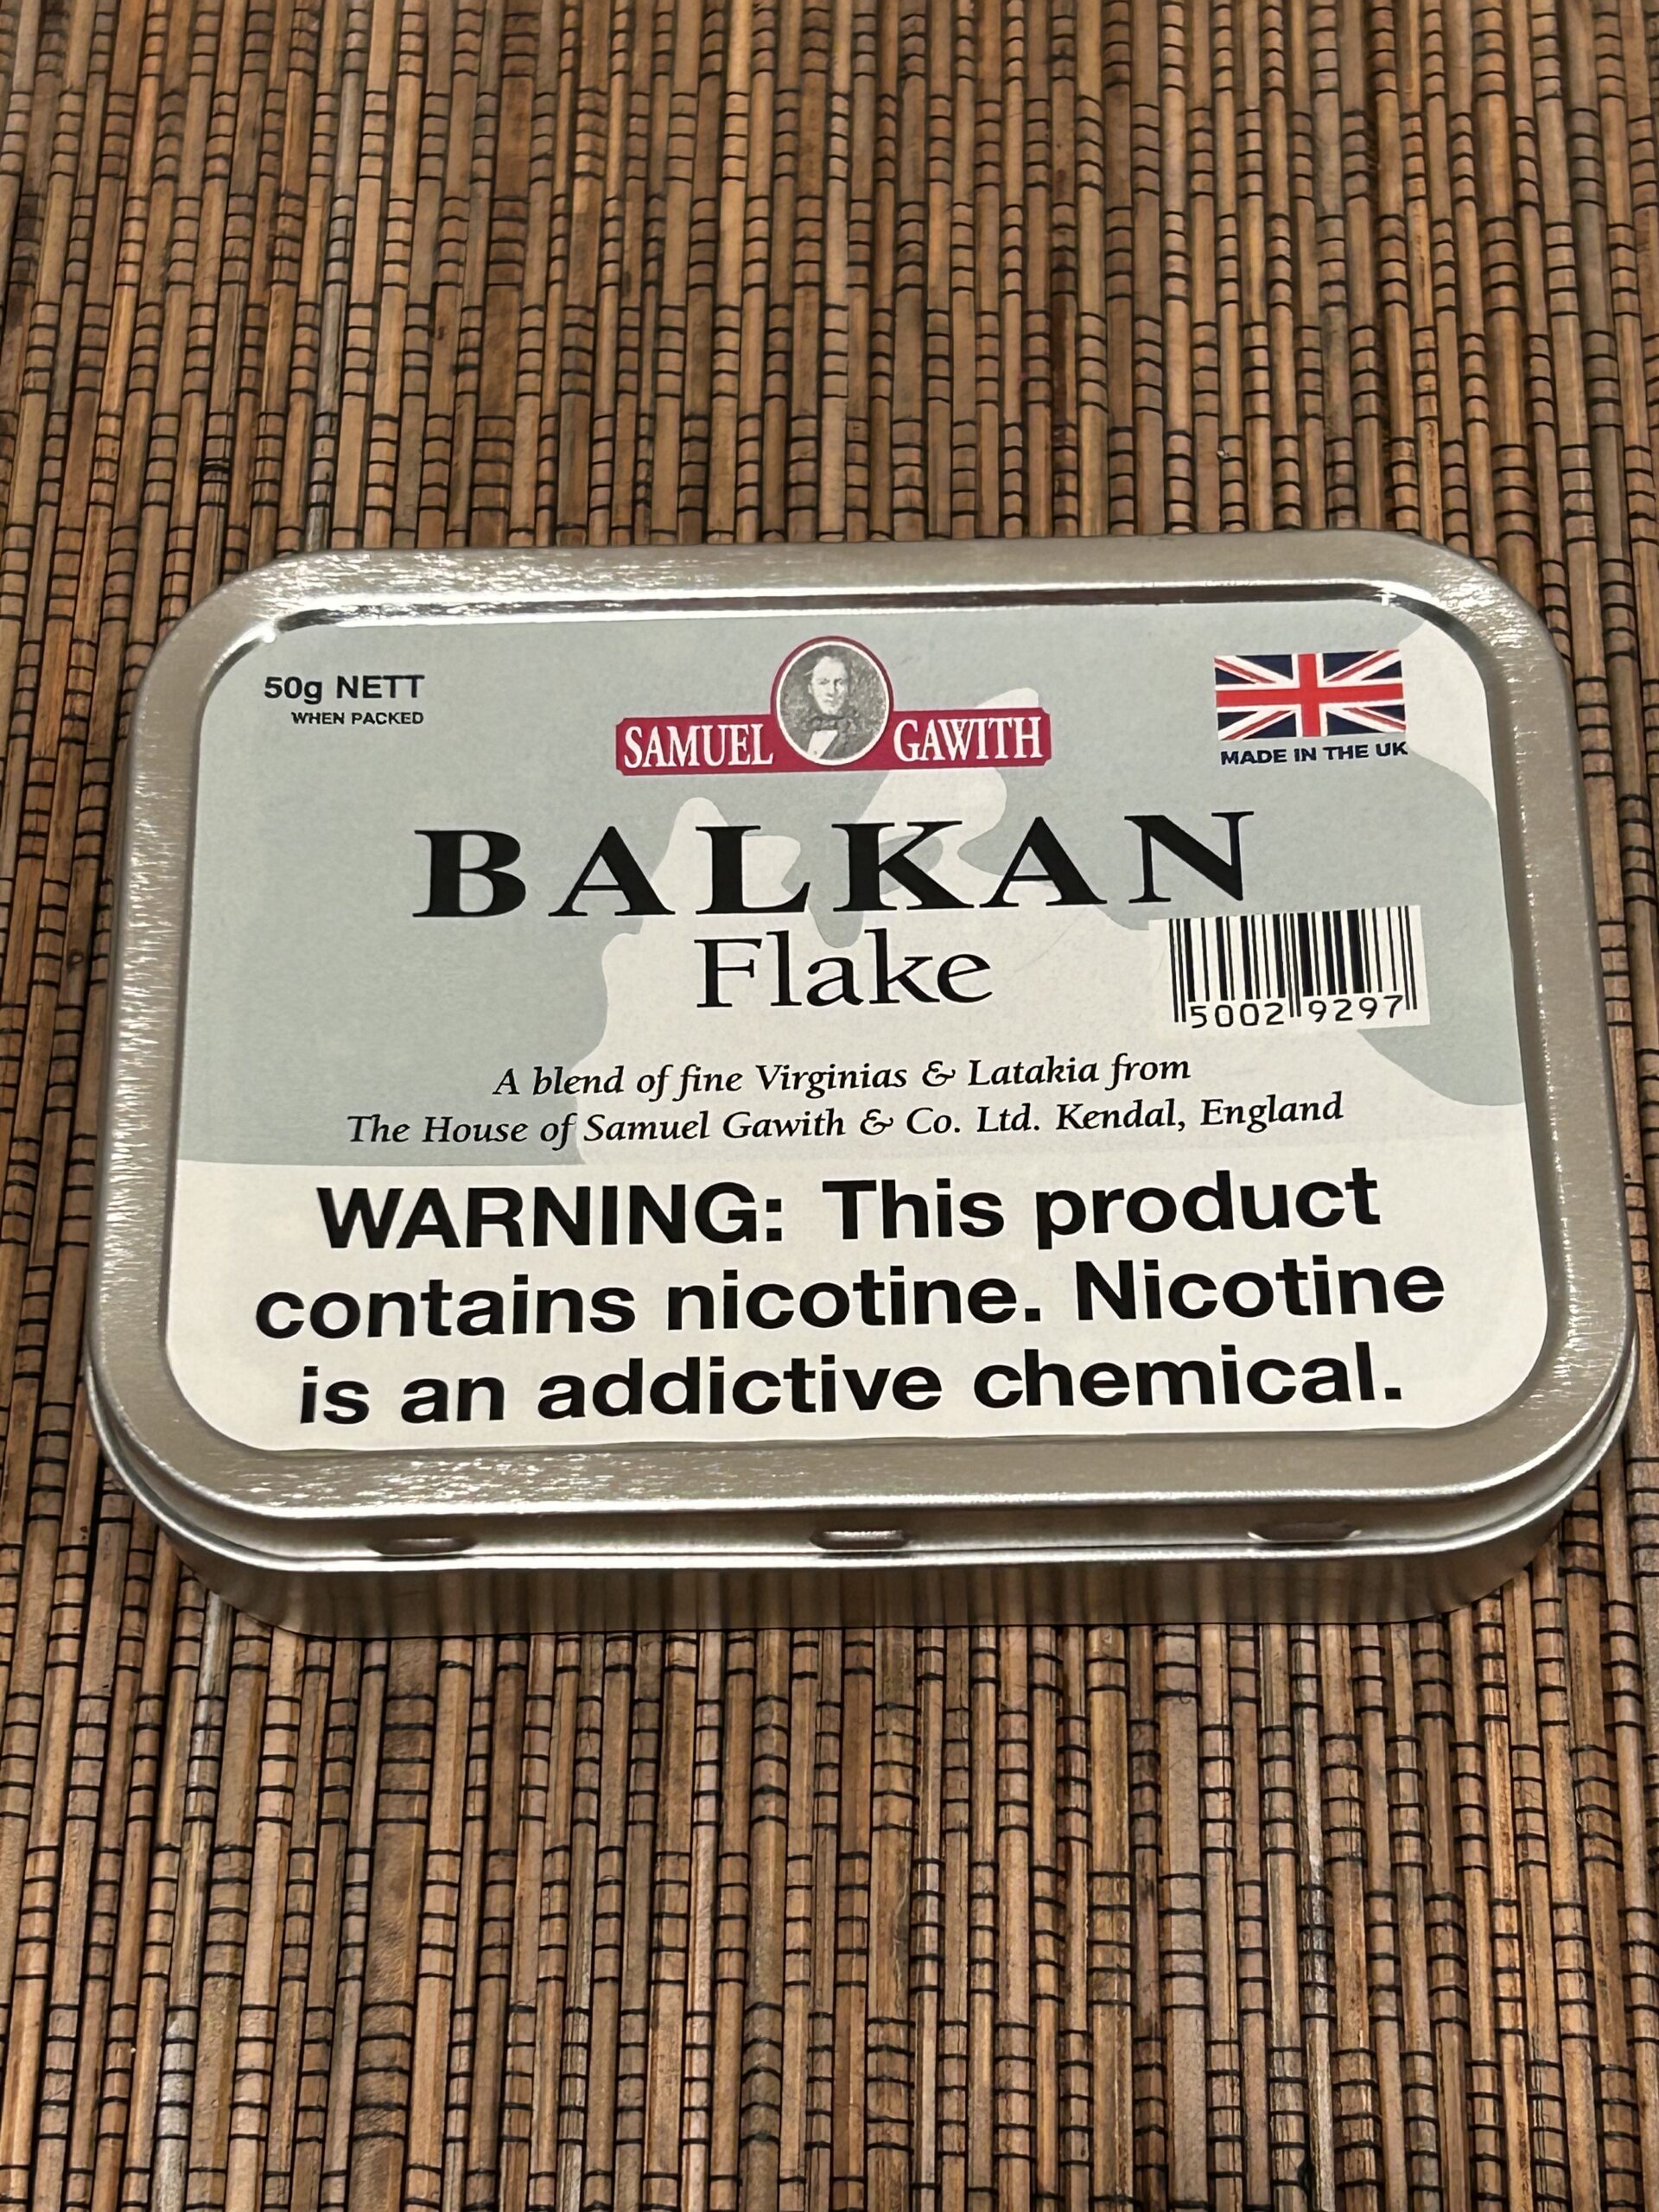 50g NETT
WHEN PACKED
SAMUEL GAWITH
MADE IN THE UK
BALKAN
Flake
5002 9297
A blend of fine Virginias & Latakia from
The House of Samuel Gawith & Co. Ltd. Kendal, England
WARNING: This product
contains nicotine. Nicotine
is an addictive chemical.